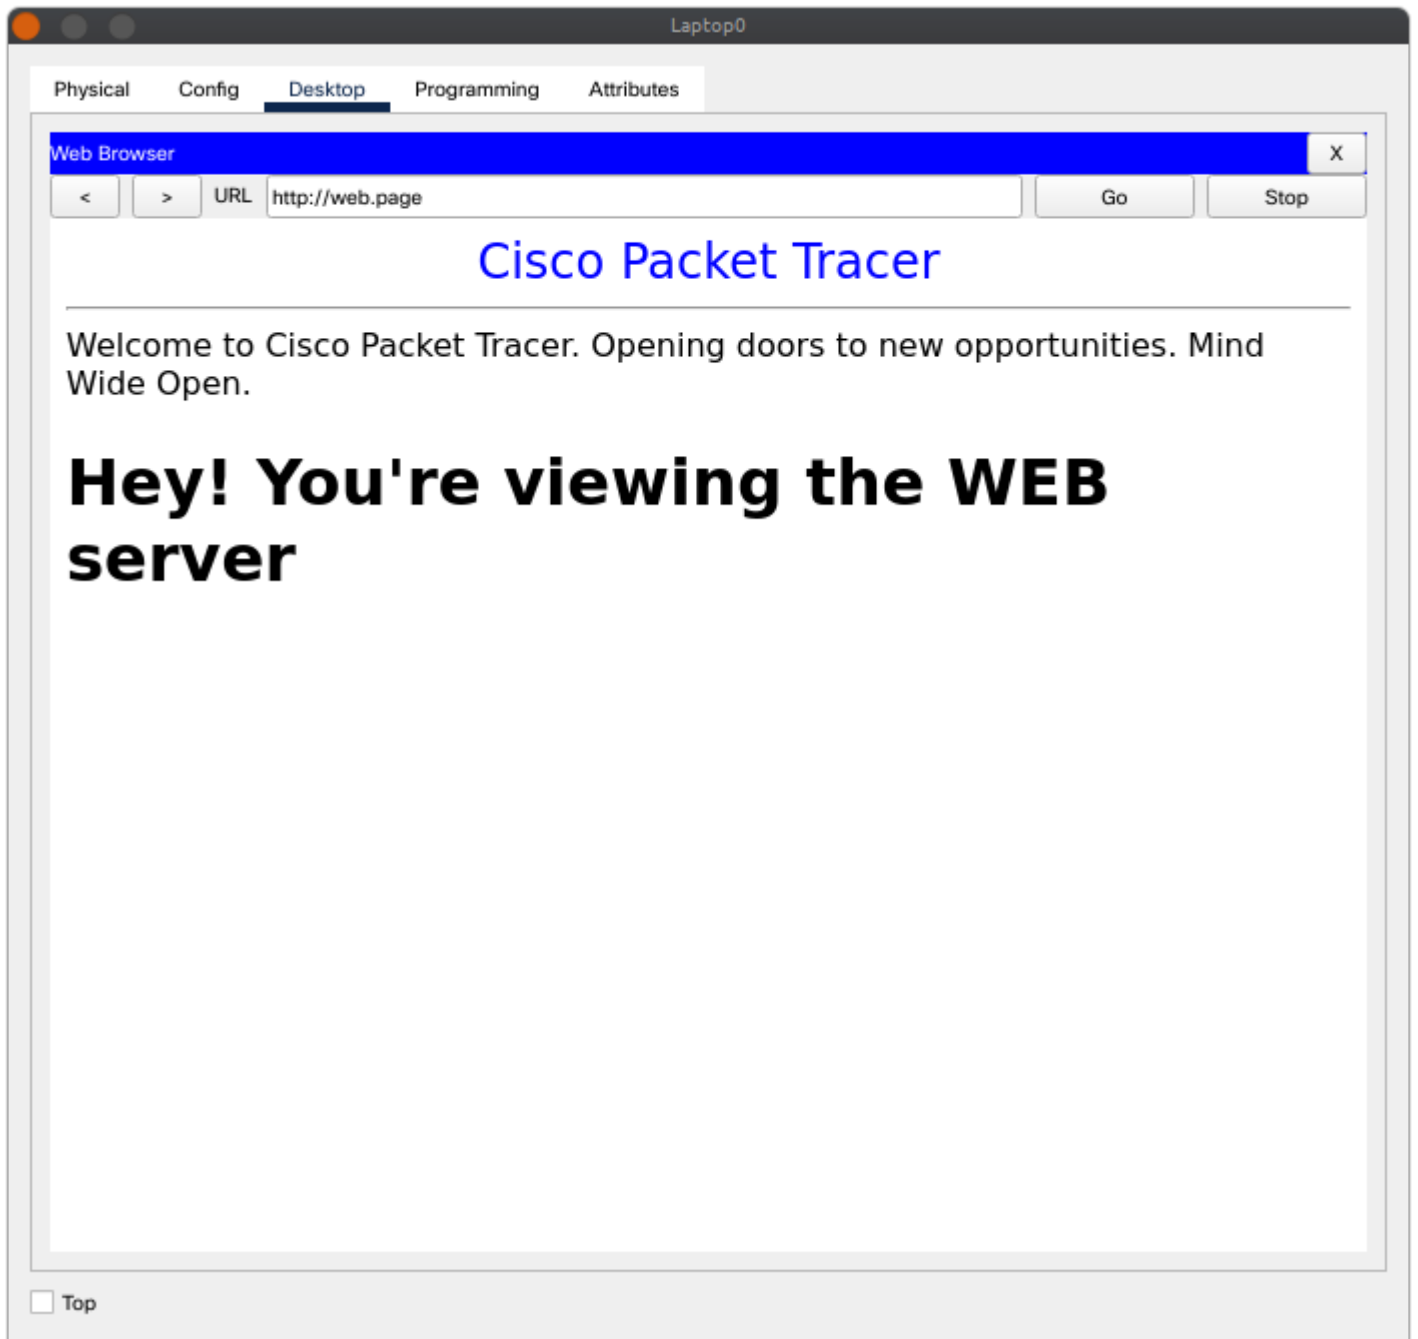 Laptop0
Physical Config Desktop Programming Attributes
Web Browser X
< > URL http://web.page Go Stop
Cisco Packet Tracer
Welcome to Cisco Packet Tracer. Opening doors to new opportunities. Mind
Wide Open.
Hey! You're viewing the WEB
server
Top